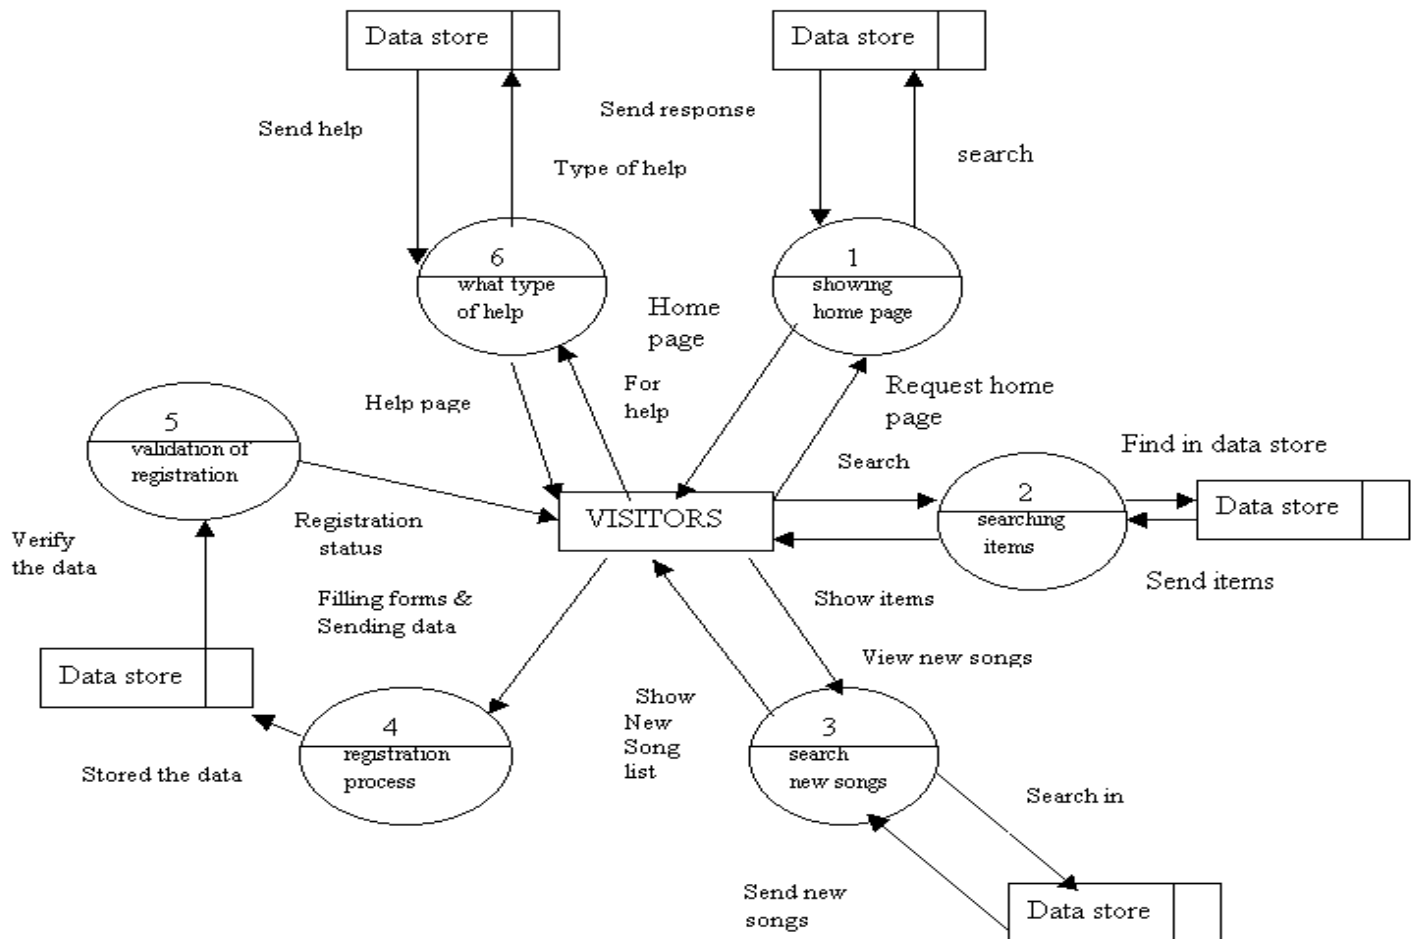 Data store
Data store
Send response
Send help
search
Type of help
6
what type
of help
1
showing
home page
Home
page
For
help
Request home
page
Help page
5
validation of
registration
Search
Find in data store
2
searching
items
Data store
VISITORS
Registration
status
Verify
the data
Send items
Filling forms &
Sending data
Show items
View new songs
Data store
Show
New
Song
list
4
registration
process
3
search
new songs
Stored the data
Search in
Send new
songs
Data store